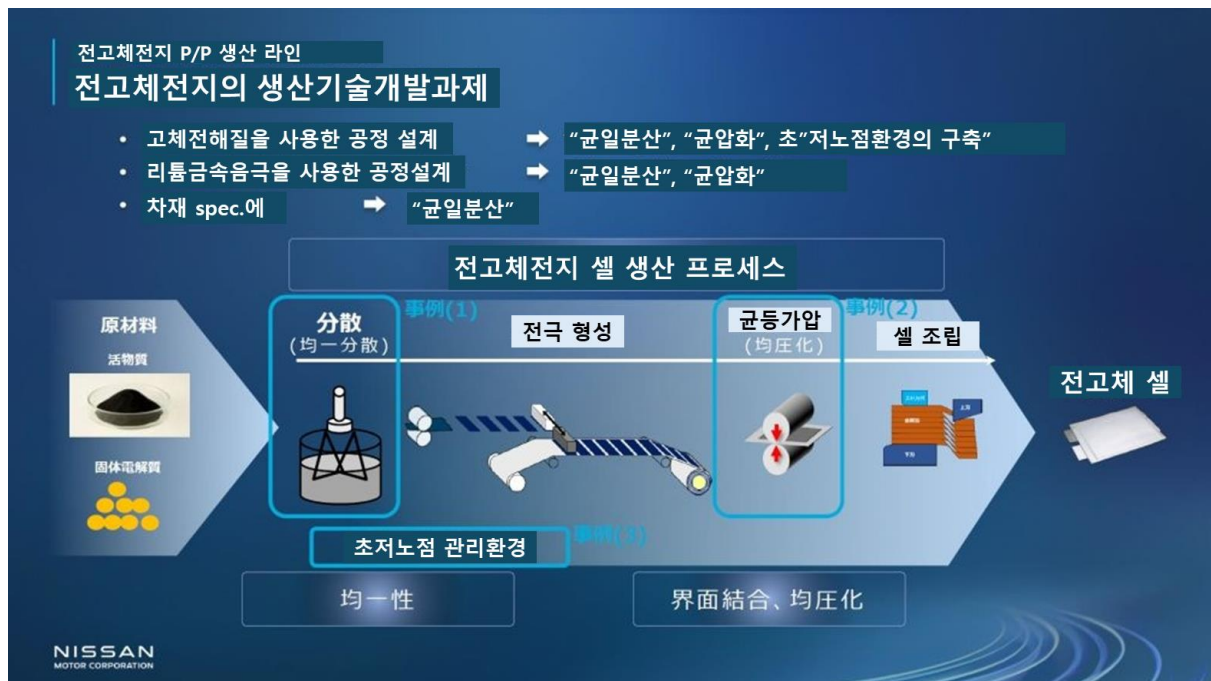 전고체전지 P/P 생산 라인
전고체전지의 생산기술개발과제
• 고체전해질을 사용한 공정 설계 ➡ “균일분산”, “균압화”, 초”저노점환경의 구축”
• 리튬금속음극을 사용한 공정설계 ➡ “균일분산”, “균압화”
• 차재 spec.에 ➡ “균일분산”
전고체전지 셀 생산 프로세스
事例(1)
事例(2)
原材料
分散
(均一分散)
전극 형성
균등가압
(均圧化)
셀 조립
活物質
전고체 셀
固体電解質
초저노점 관리환경
事例(3)
均一性
界面結合、均圧化
NISSAN
MOTOR CORPORATION